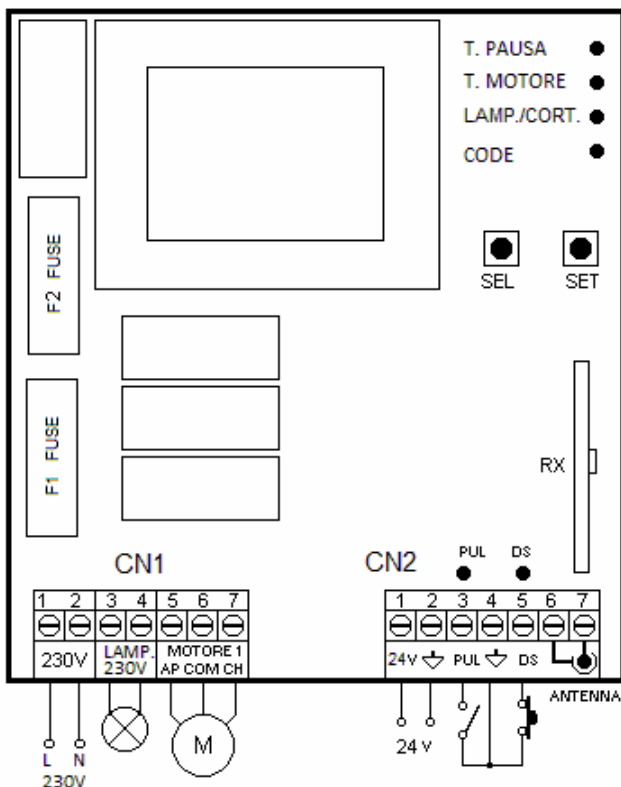 T. PAUSA
T. MOTORE
LAMP./CORT.
CODE
SEL SET
F2 FUSE
F1 FUSE
RX
CN1 CN2 PUL DS
1 2 3 4 5 6 7 1 2 3 4 5 6 7
230V LAMP. 230V MOTORE 1 AP COM CH 24V PUL DS
ANTENNA
L N M 24 V
230V